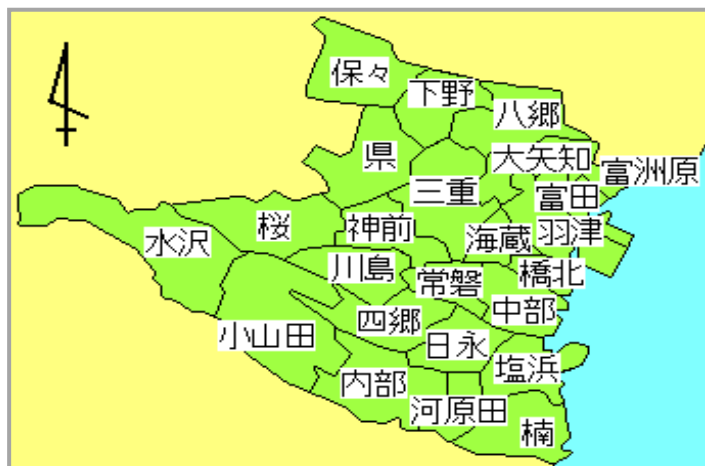 保々
下野
八郷
県
大矢知
富洲原
三重
富田
桜
神前
海蔵
羽津
水沢
川島
常磐
橋北
四郷
中部
小山田
日永
塩浜
内部
河原田
楠